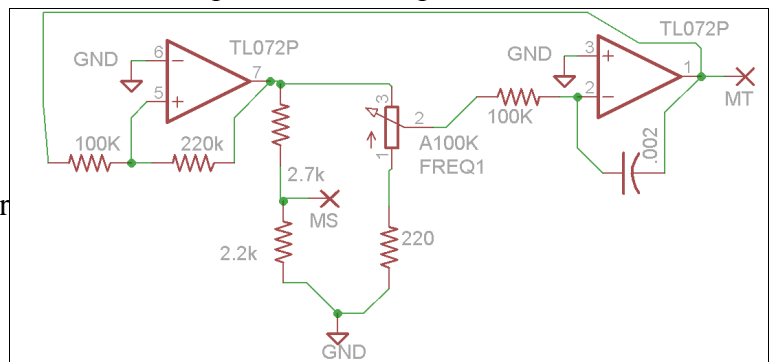 TL072P
TL072P
GND
6
-
7
5
+
GND
3
+
1
2
-
MT
100K
220k
3
2
1
A100K
FREQ1
100K
.002
2.7k
MS
r
2.2k
220
GND